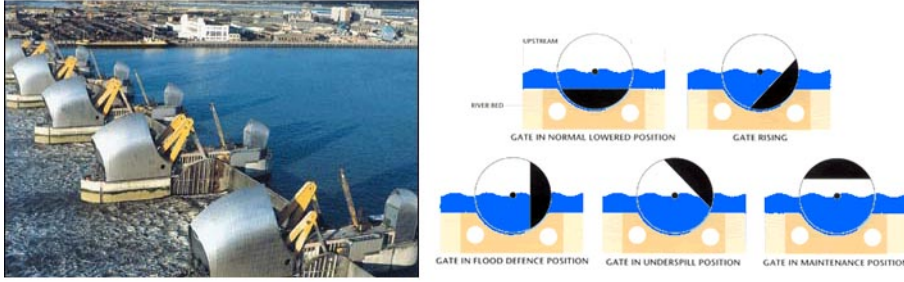 UPSTREAM
RIVER BED
GATE IN NORMAL LOWERED POSITION
GATE RISING
GATE IN FLOOD DEFENCE POSITION
GATE IN UNDERSPILL POSITION
GATE IN MAINTENANCE POSITION